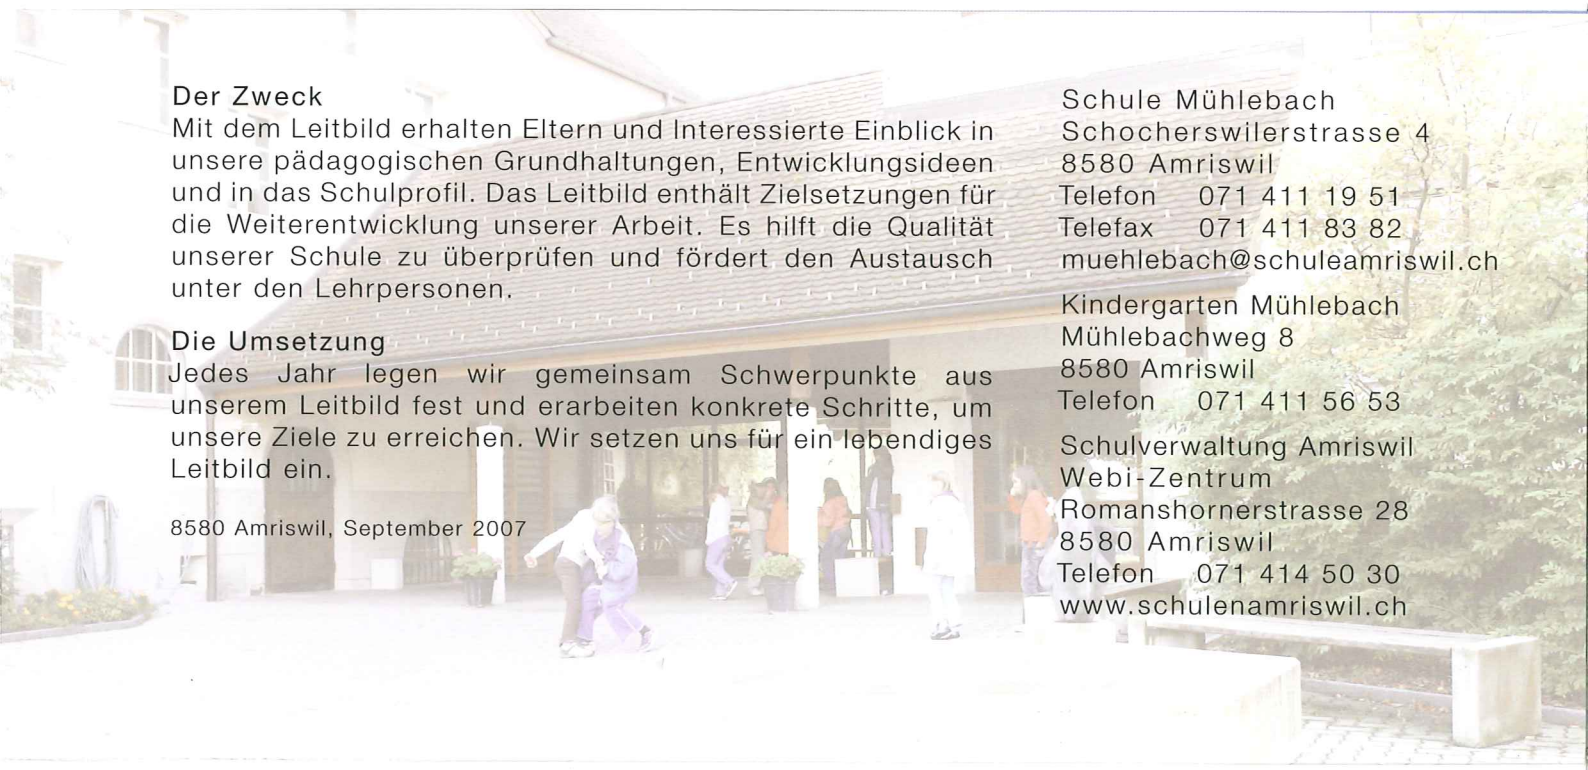 Der Zweck
Mit dem Leitbild erhalten Eltern und Interessierte Einblick in
unsere pädagogischen Grundhaltungen, Entwicklungsideen
und in das Schulprofil. Das Leitbild enthält Zielsetzungen für
die Weiterentwicklung unserer Arbeit. Es hilft die Qualität
unserer Schule zu überprüfen und fördert den Austausch
unter den Lehrpersonen.
Die Umsetzung
Jedes Jahr legen wir gemeinsam Schwerpunkte aus
unserem Leitbild fest und erarbeiten konkrete Schritte, um
unsere Ziele zu erreichen. Wir setzen uns für ein lebendiges
Leitbild ein.
8580 Amriswil, September 2007
Schule Mühlebach
Schocherswilerstrasse 4
8580 Amriswil
Telefon 071 411 19 51
Telefax 071 411 83 82
muehlebach@schuleamriswil.ch
Kindergarten Mühlebach
Mühlebachweg 8
8580 Amriswil
Telefon 071 411 56 53
Schulverwaltung Amriswil
Webi-Zentrum
Romanshornerstrasse 28
8580 Amriswil
Telefon 071 414 50 30
www.schulenamriswil.ch